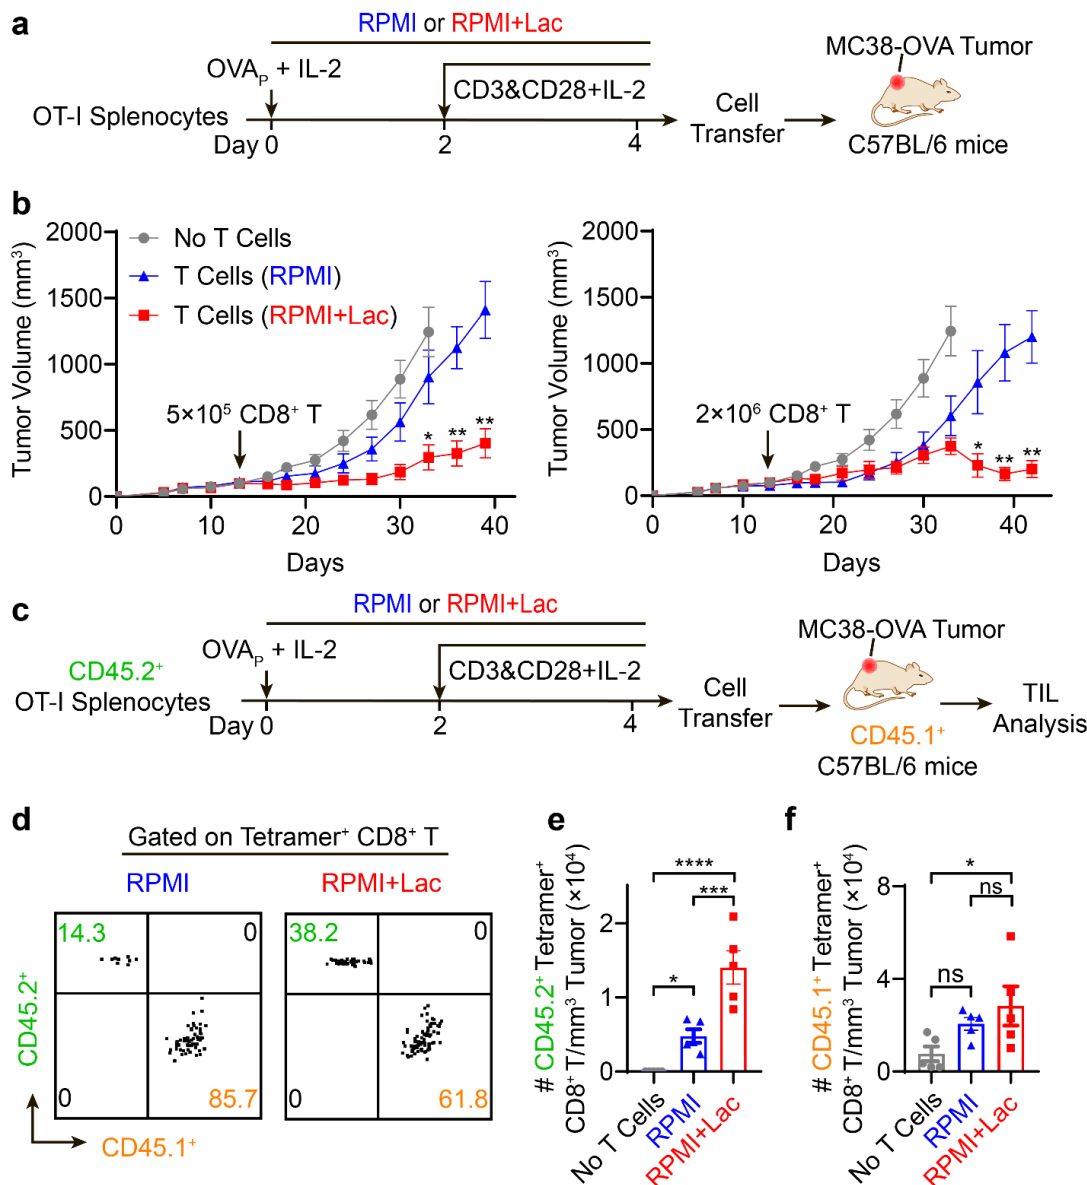 a
RPMI or RPMI+Lac
OVAP + IL-2
CD3&CD28+IL-2
OT-I Splenocytes
Day 0
2
4
Cell
Transfer
MC38-OVA Tumor
C57BL/6 mice
b
Tumor Volume (mm³)
2000
1500
1000
500
0
No T Cells
T Cells (RPMI)
T Cells (RPMI+Lac)
5×10⁵ CD8⁺ T
* ** **
0 10 20 30 40
Days
Tumor Volume (mm³)
2000
1500
1000
500
0
2×10⁶ CD8⁺ T
* ** **
0 10 20 30 40
Days
c
RPMI or RPMI+Lac
OVAP + IL-2
CD3&CD28+IL-2
CD45.2⁺
OT-I Splenocytes
Day 0
2
4
Cell
Transfer
MC38-OVA Tumor
CD45.1⁺
C57BL/6 mice
TIL
Analysis
d
Gated on Tetramer⁺ CD8⁺ T
RPMI
RPMI+Lac
14.3
0
0
85.7
38.2
0
0
61.8
CD45.2⁺
CD45.1⁺
e
# CD45.2⁺ Tetramer⁺
CD8⁺ T/mm³ Tumor (×10⁴)
2
1
0
****
***
*
No T Cells
RPMI
RPMI+Lac
f
# CD45.1⁺ Tetramer⁺
CD8⁺ T/mm³ Tumor (×10⁴)
8
4
0
*
ns
ns
No T Cells
RPMI
RPMI+Lac